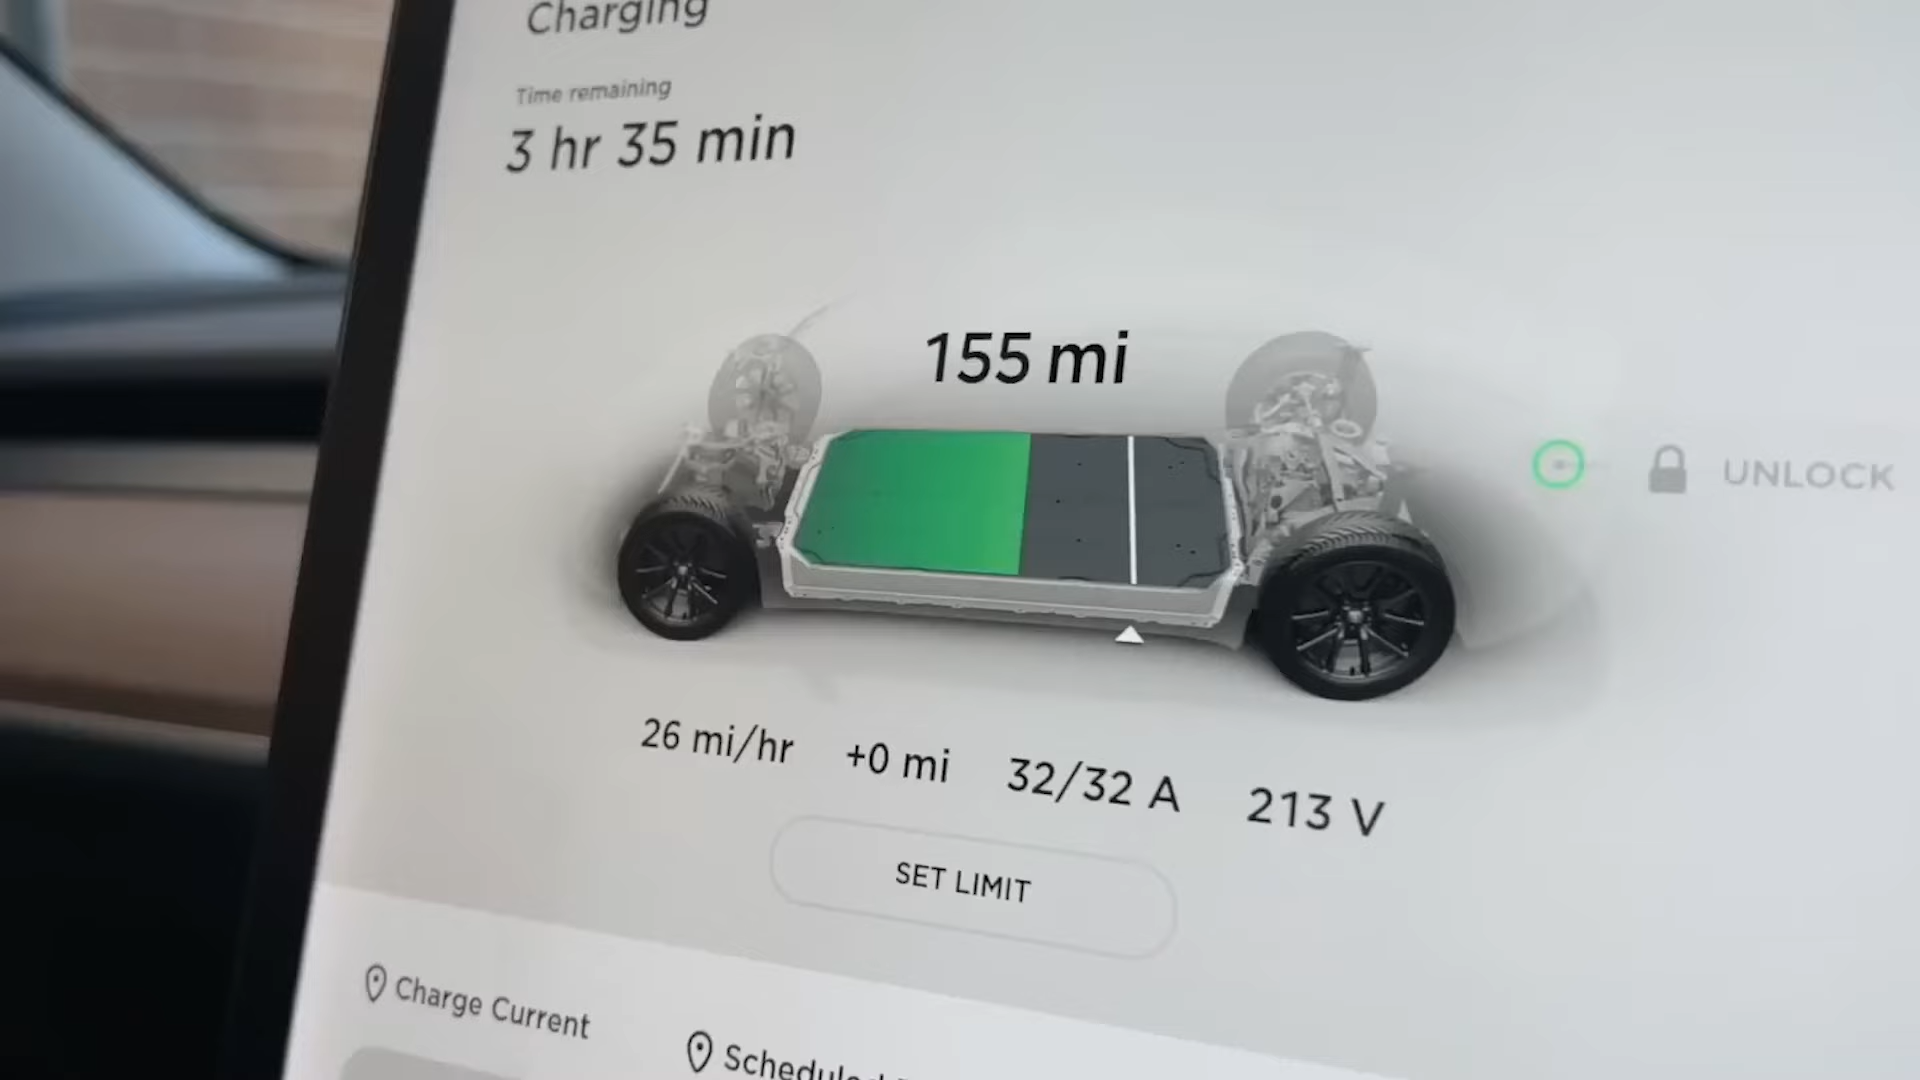 Charging
Time remaining
3 hr 35 min
155 mi
UNLOCK
26 mi/hr +0 mi 32/32 A 213 V
SET LIMIT
Charge Current